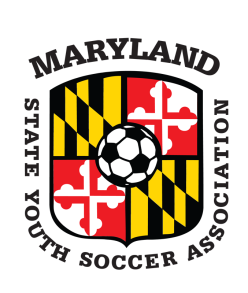 MARYLAND
STATE YOUTH SOCCER ASSOCIATION